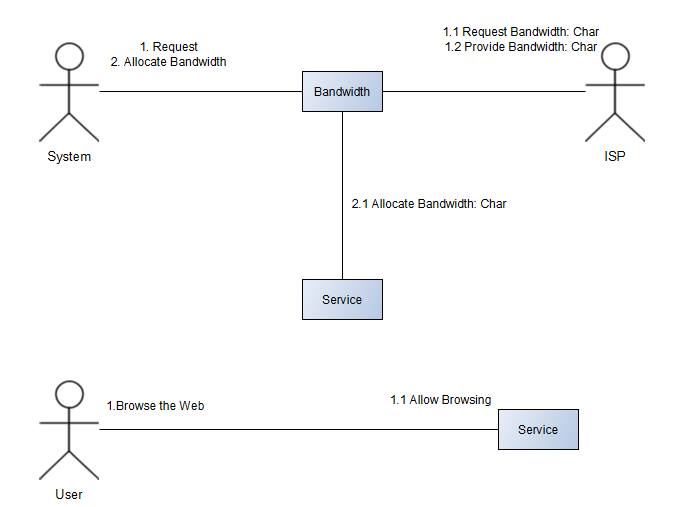 1.1 Request Bandwidth: Char
1. Request
1.2 Provide Bandwidth: Char
2. Allocate Bandwidth
Bandwidth
System
ISP
2.1 Allocate Bandwidth: Char
Service
1.1 Allow Browsing
1.Browse the Web
Service
User